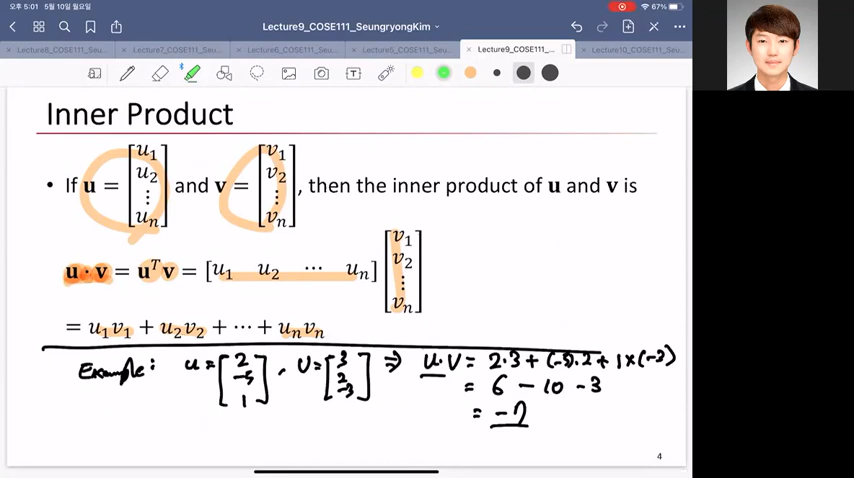 오후 5:01 5월 10일 월요일
67%
Lecture9_COSE111_SeungryongKim
Lecture8_COSE111_Seu...
Lecture7_COSE111_Seu...
Lecture6_COSE111_Seu...
Lecture5_COSE111_Seu...
Lecture9_COSE111_...
Lecture10_COSE111_Seu...
Inner Product
• If u = [u1 u2 ⋮ un] and v = [v1 v2 ⋮ vn], then the inner product of u and v is
u · v = u^T v = [u1 u2 ⋯ un] [v1 v2 ⋮ vn]
= u1v1 + u2v2 + ⋯ + unvn
Example: u = [2 -5 1], v = [3 2 -3] ⇒ u·v = 2·3 + (-5)·2 + 1×(-3)
= 6 - 10 - 3
= -7
4